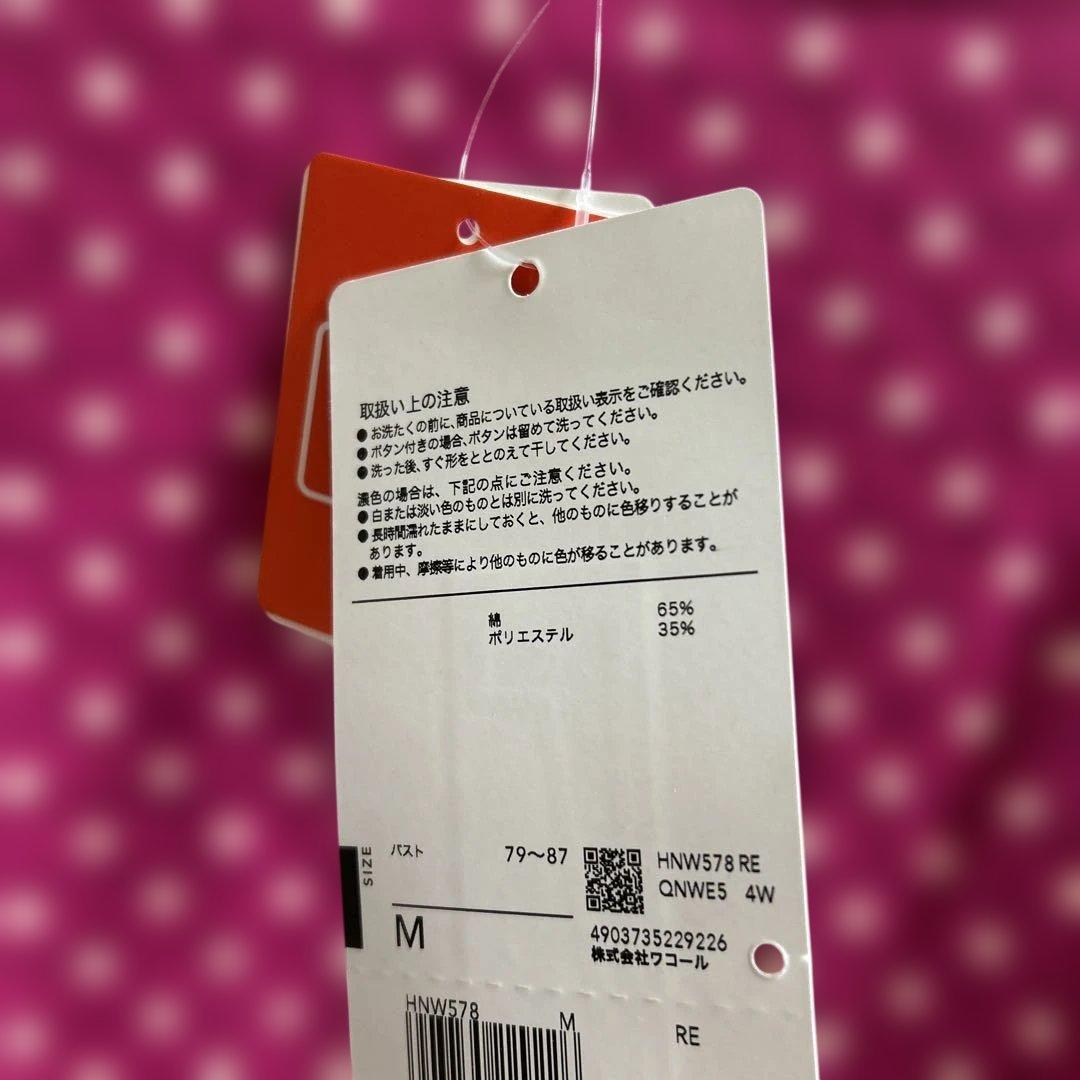 取扱い上の注意
●お洗たくの前に、商品についている取扱い表示をご確認ください。
●ボタン付きの場合、ボタンは留めて洗ってください。
●洗った後、すぐ形をととのえて干してください。
濃色の場合は、下記の点にご注意ください。
●白または淡い色のものとは別に洗ってください。
●長時間濡れたままにしておくと、他のものに色移りすることが
あります。
●着用中、摩擦等により他のものに色が移ることがあります。
綿 65%
ポリエステル 35%
SIZE
バスト 79〜87
M
HNW578 RE
QNWE5 4W
4903735229226
株式会社ワコール
HNW578 M
RE